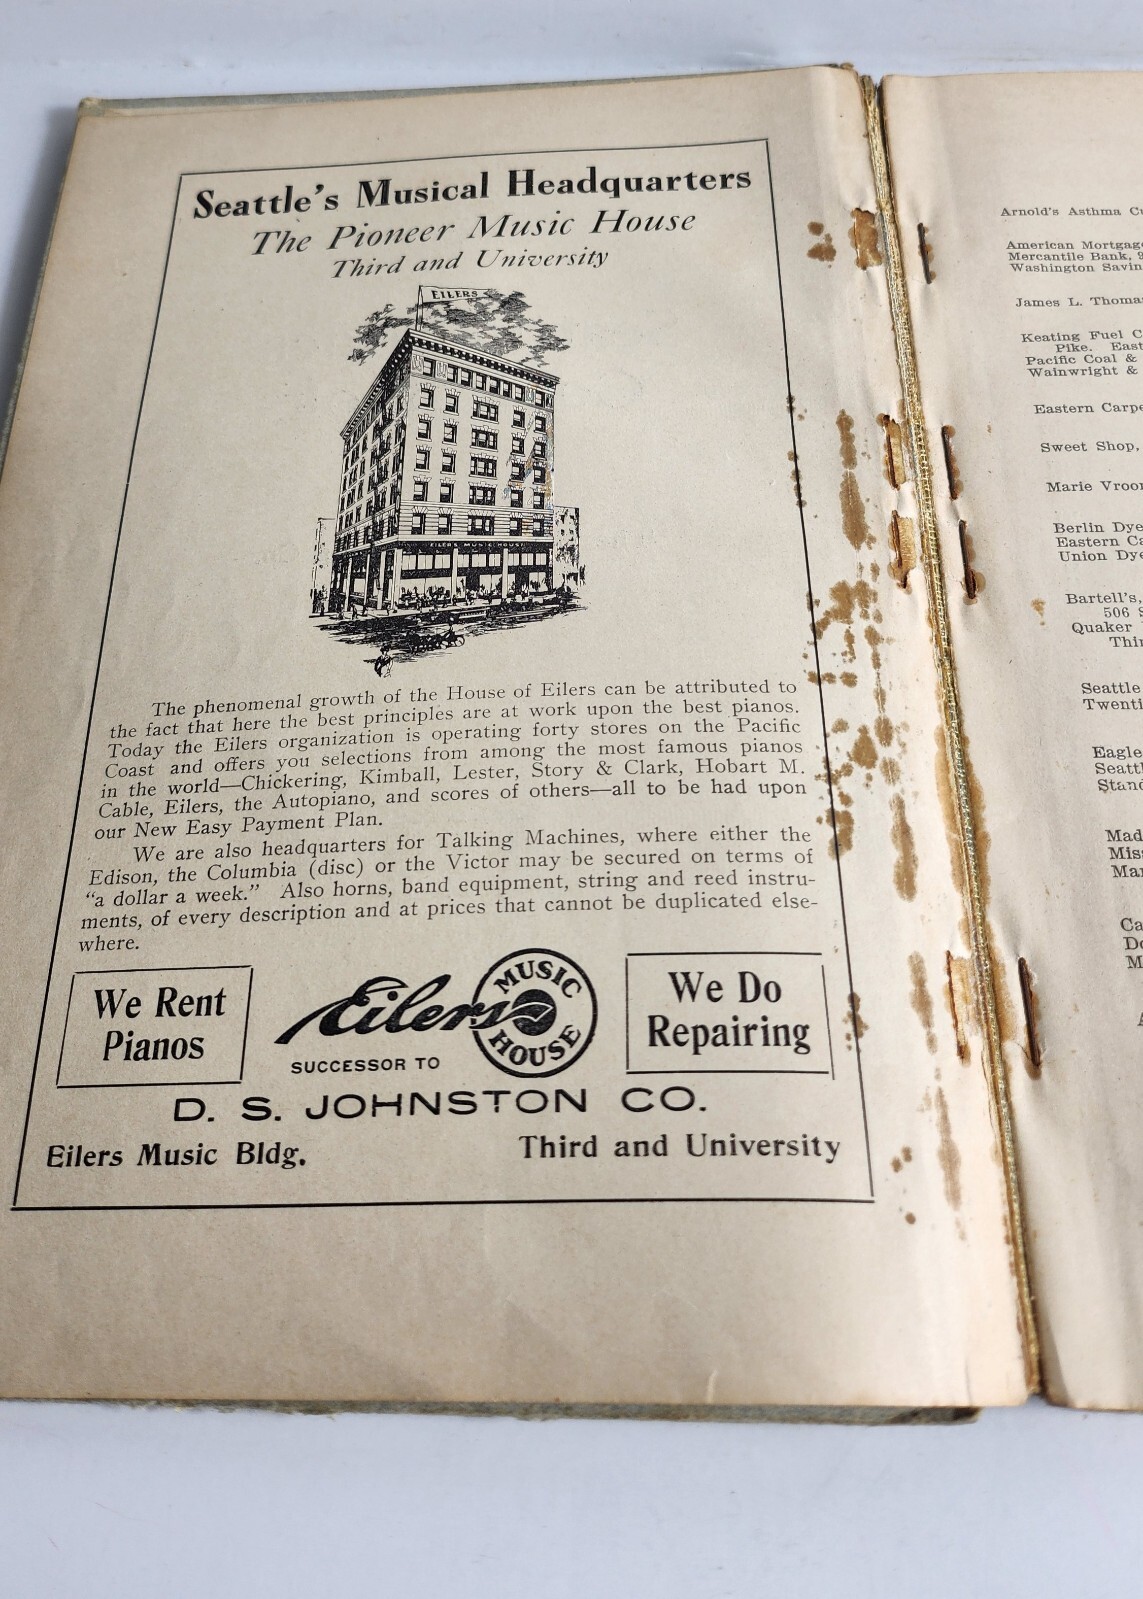 Seattle's Musical Headquarters
The Pioneer Music House
Third and University
EILERS
EILERS MUSIC HOUSE
The phenomenal growth of the House of Eilers can be attributed to
the fact that here the best principles are at work upon the best pianos.
Today the Eilers organization is operating forty stores on the Pacific
Coast and offers you selections from among the most famous pianos
in the world—Chickering, Kimball, Lester, Story & Clark, Hobart M.
Cable, Eilers, the Autopiano, and scores of others—all to be had upon
our New Easy Payment Plan.
We are also headquarters for Talking Machines, where either the
Edison, the Columbia (disc) or the Victor may be secured on terms of
"a dollar a week." Also horns, band equipment, string and reed instru-
ments, of every description and at prices that cannot be duplicated else-
where.
We Rent
Pianos
Eilers
MUSIC
HOUSE
We Do
Repairing
SUCCESSOR TO
D. S. JOHNSTON CO.
Eilers Music Bldg.
Third and University
Arnold's Asthma
American Mortgage
Mercantile Bank,
Washington
James L.
Keating Fuel
Pike. East
Pacific Coal &
Wainwright &
Eastern
Sweet Shop,
Marie
Berlin
Eastern
Union
Bartell's,
506
Quaker
Seattle
Eagle